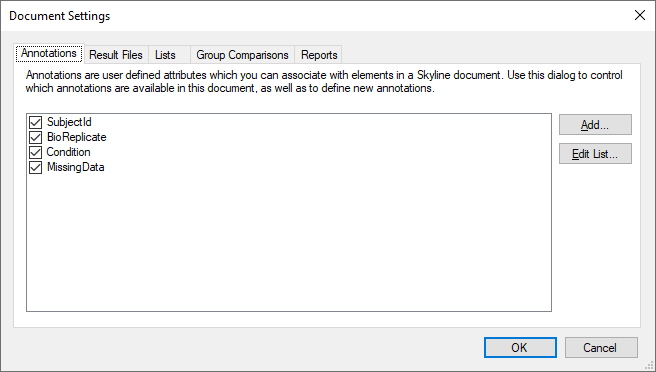 Document Settings
Annotations Result Files Lists Group Comparisons Reports
Annotations are user defined attributes which you can associate with elements in a Skyline document. Use this dialog to control
which annotations are available in this document, as well as to define new annotations.
SubjectId
BioReplicate
Condition
MissingData
Add...
Edit List...
OK Cancel